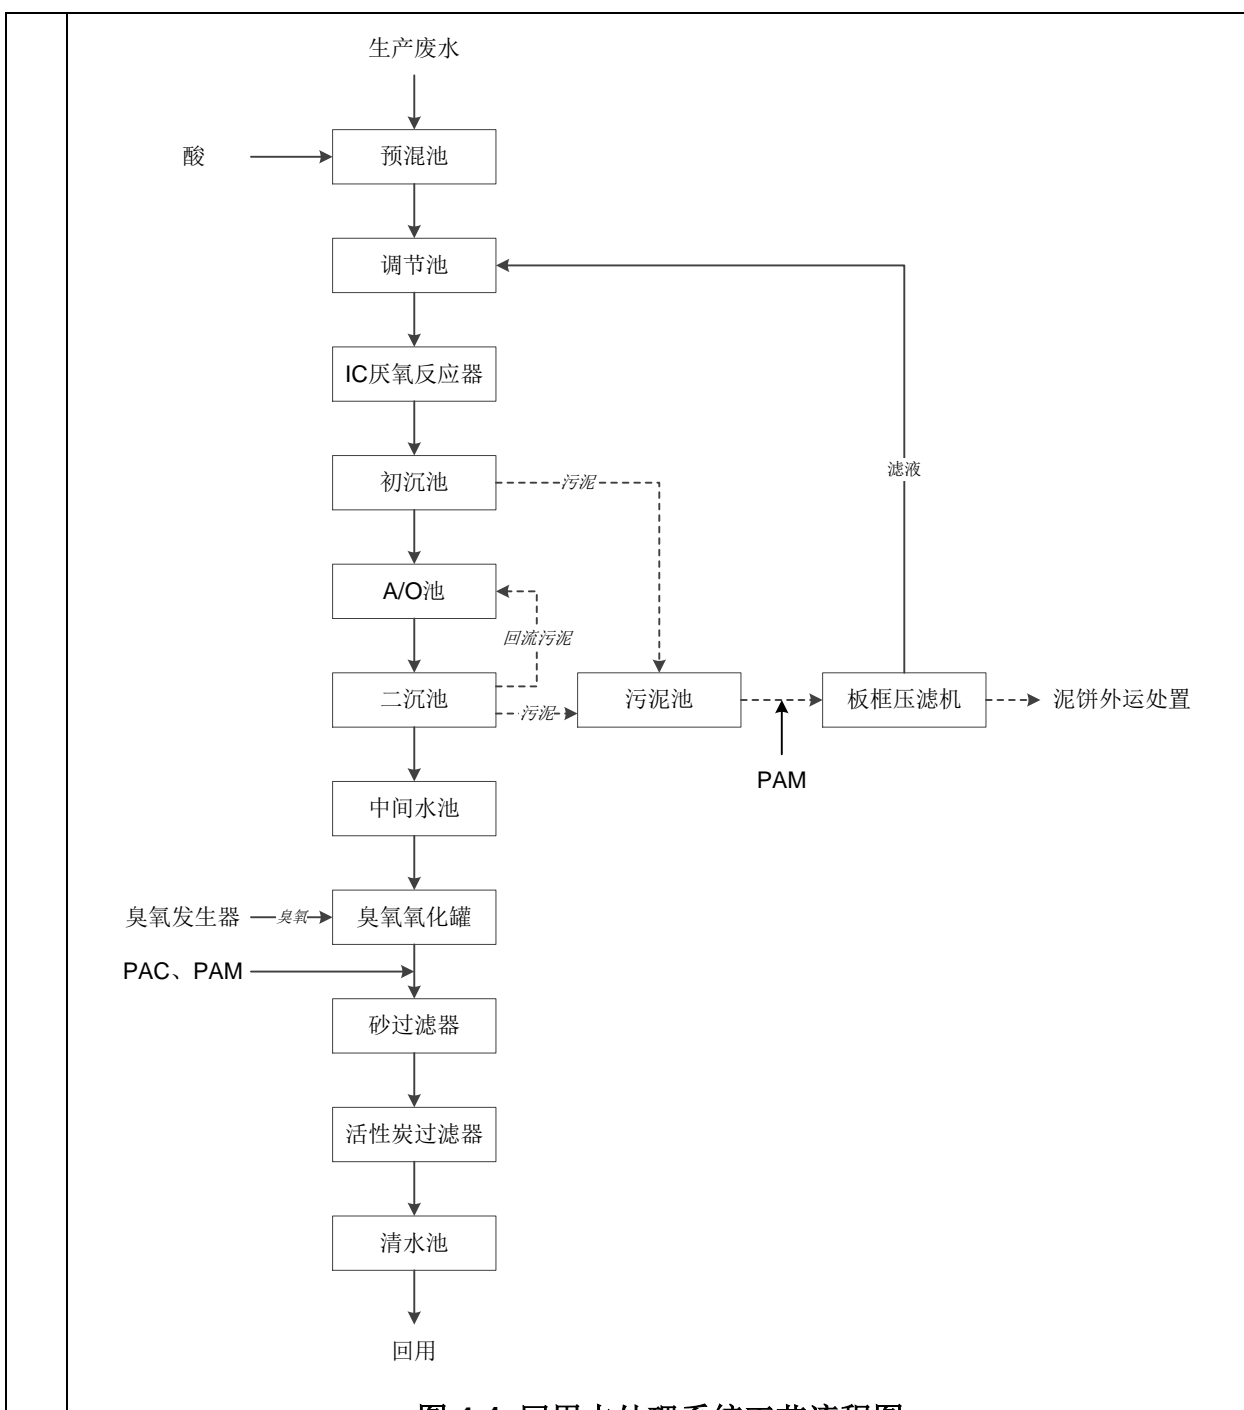 生产废水
酸
预混池
调节池
IC厌氧反应器
初沉池
污泥
滤液
A/O池
回流污泥
二沉池
污泥
污泥池
板框压滤机
泥饼外运处置
PAM
中间水池
臭氧发生器
臭氧
臭氧氧化罐
PAC、PAM
砂过滤器
活性炭过滤器
清水池
回用